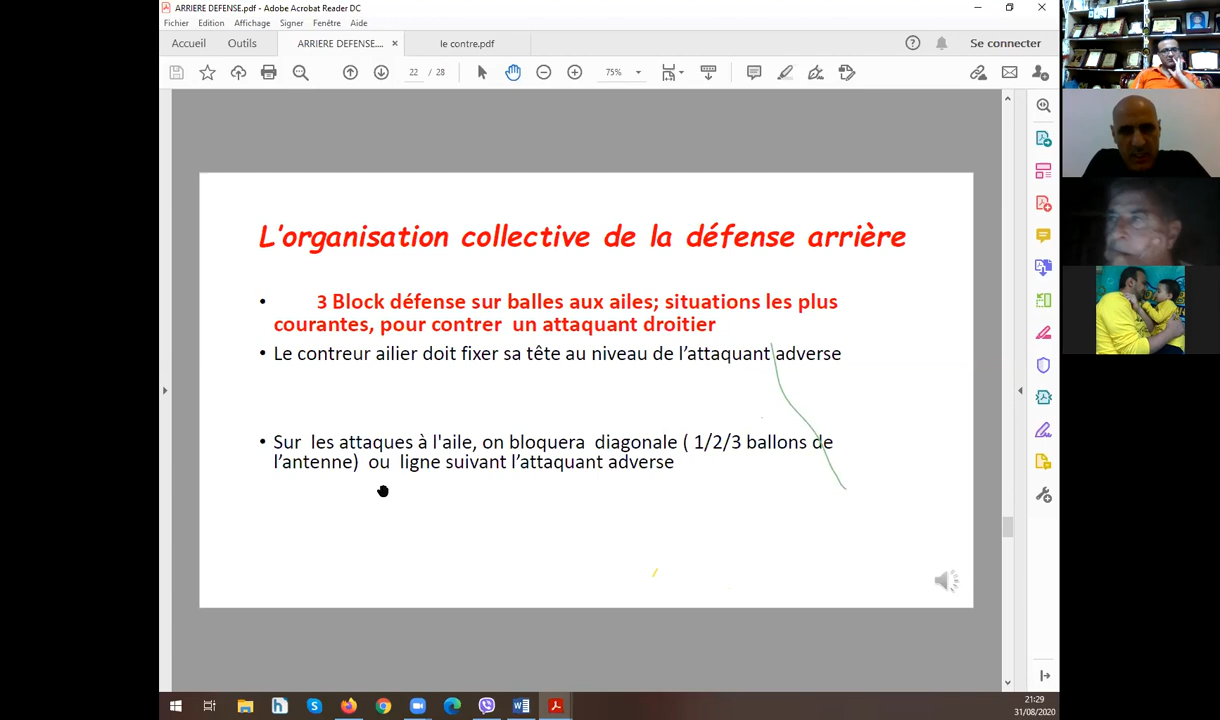 ARRIERE DEFENSE.pdf - Adobe Acrobat Reader DC
Fichier Edition Affichage Signer Fenêtre Aide
Accueil Outils ARRIERE DEFENSE.... × le contre.pdf Se connecter
22 / 28 75%
L'organisation collective de la défense arrière
• 3 Block défense sur balles aux ailes; situations les plus
courantes, pour contrer un attaquant droitier
• Le contreur ailier doit fixer sa tête au niveau de l'attaquant adverse
• Sur les attaques à l'aile, on bloquera diagonale ( 1/2/3 ballons de
l'antenne) ou ligne suivant l'attaquant adverse
21:29
31/08/2020